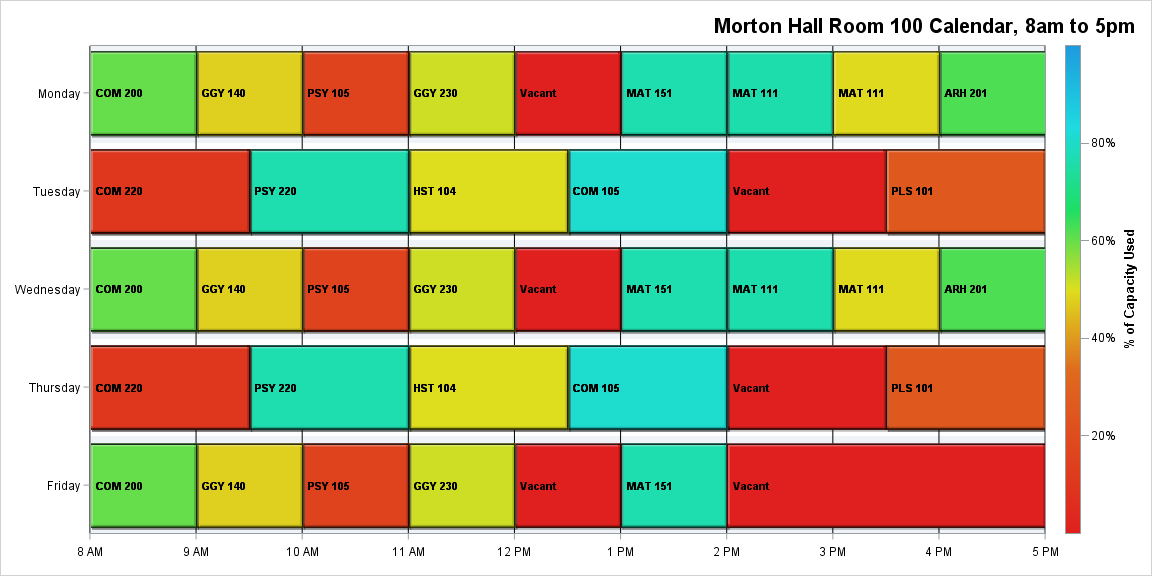 Morton Hall Room 100 Calendar, 8am to 5pm
Monday
COM 200
GGY 140
PSY 105
GGY 230
Vacant
MAT 151
MAT 111
MAT 111
ARH 201
Tuesday
COM 220
PSY 220
HST 104
COM 105
Vacant
PLS 101
Wednesday
COM 200
GGY 140
PSY 105
GGY 230
Vacant
MAT 151
MAT 111
MAT 111
ARH 201
Thursday
COM 220
PSY 220
HST 104
COM 105
Vacant
PLS 101
Friday
COM 200
GGY 140
PSY 105
GGY 230
Vacant
MAT 151
Vacant
8 AM
9 AM
10 AM
11 AM
12 PM
1 PM
2 PM
3 PM
4 PM
5 PM
80%
60%
40%
20%
% of Capacity Used